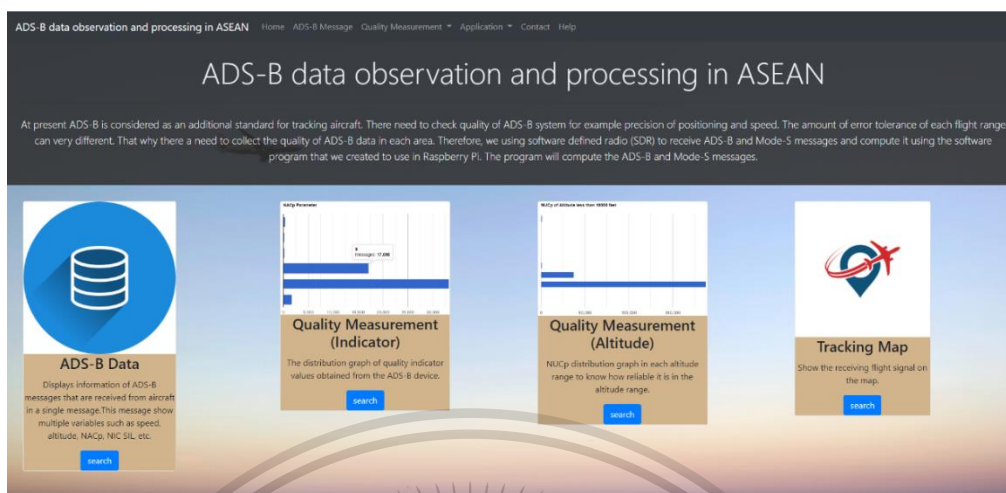 ADS-B data observation and processing in ASEAN Home ADS-B Message Quality Measurement Application Contact Help
ADS-B data observation and processing in ASEAN
At present ADS-B is considered as an additional standard for tracking aircraft. There need to check quality of ADS-B system for example precision of positioning and speed. The amount of error tolerance of each flight range
can very different. That why there a need to collect the quality of ADS-B data in each area. Therefore, we using software defined radio (SDR) to receive ADS-B and Mode-S messages and compute it using the software
program that we created to use in Raspberry Pi. The program will compute the ADS-B and Mode-S messages.
ADS-B Data
Displays information of ADS-B
messages that are received from aircraft
in a single message.This message show
multiple variables such as speed,
altitude, NACp, NIC SIL, etc.
search
NACp Parameter
Quality Measurement
(Indicator)
The distribution graph of quality indicator
values obtained from the ADS-B device.
search
NUCp of Altitude less than 10000 feet
Quality Measurement
(Altitude)
NUCp distribution graph in each altitude
range to know how reliable it is in the
altitude range.
search
Tracking Map
Show the receiving flight signal on
the map.
search